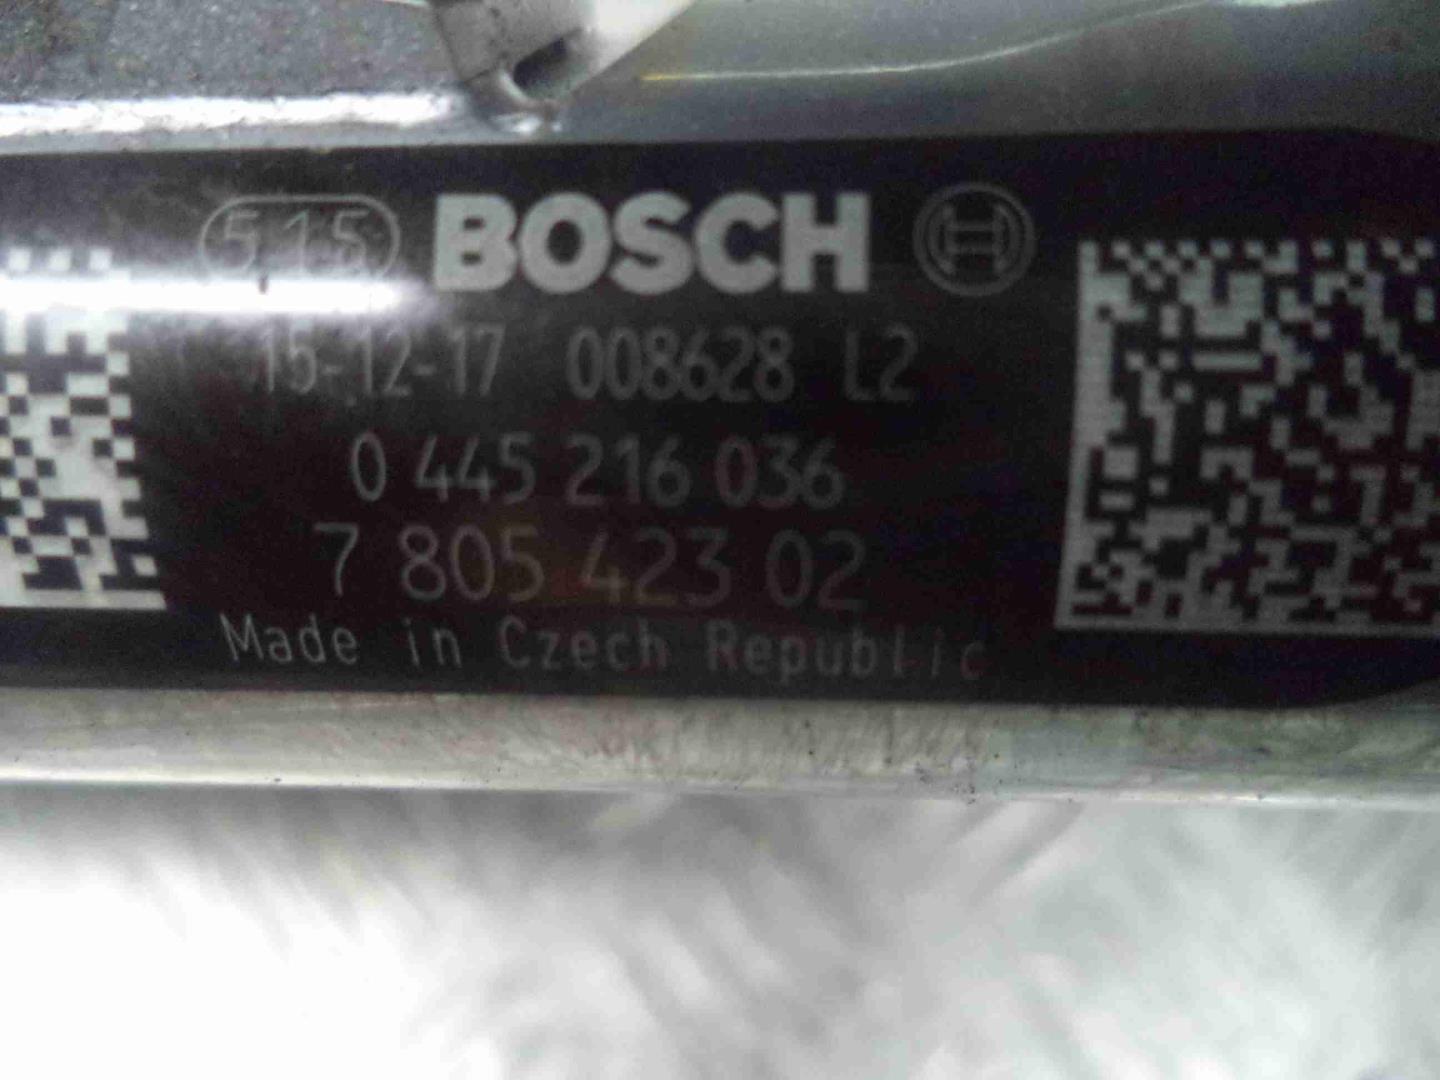 515 BOSCH
15-12-17 008628 L2
0 445 216 036
7 805 423 02
Made in Czech Republic